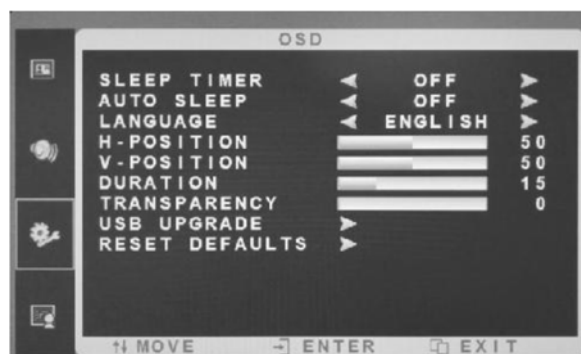 OSD
SLEEP TIMER OFF
AUTO SLEEP OFF
LANGUAGE ENGLISH
H-POSITION 50
V-POSITION 50
DURATION 15
TRANSPARENCY 0
USB UPGRADE
RESET DEFAULTS
MOVE ENTER EXIT